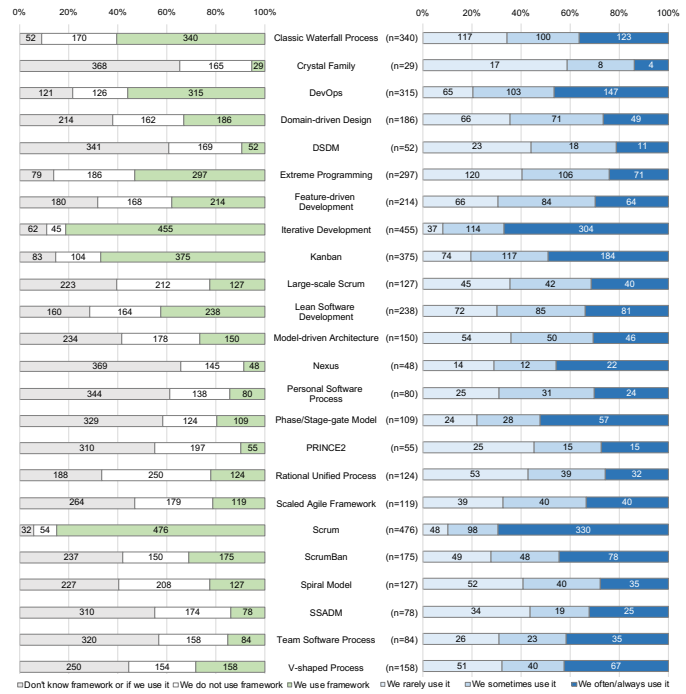 0% 20% 40% 60% 80% 100% 0% 20% 40% 60% 80% 100%
52 170 340 Classic Waterfall Process (n=340) 117 100 123
368 165 29 Crystal Family (n=29) 17 8 4
121 126 315 DevOps (n=315) 65 103 147
214 162 186 Domain-driven Design (n=186) 66 71 49
341 169 52 DSDM (n=52) 23 18 11
79 186 297 Extreme Programming (n=297) 120 106 71
180 168 214 Feature-driven Development (n=214) 66 84 64
62 45 455 Iterative Development (n=455) 37 114 304
83 104 375 Kanban (n=375) 74 117 184
223 212 127 Large-scale Scrum (n=127) 45 42 40
160 164 238 Lean Software Development (n=238) 72 85 81
234 178 150 Model-driven Architecture (n=150) 54 50 46
369 145 48 Nexus (n=48) 14 12 22
344 138 80 Personal Software Process (n=80) 25 31 24
329 124 109 Phase/Stage-gate Model (n=109) 24 28 57
310 197 55 PRINCE2 (n=55) 25 15 15
188 250 124 Rational Unified Process (n=124) 53 39 32
264 179 119 Scaled Agile Framework (n=119) 39 40 40
32 54 476 Scrum (n=476) 48 98 330
237 150 175 ScrumBan (n=175) 49 48 78
227 208 127 Spiral Model (n=127) 52 40 35
310 174 78 SSADM (n=78) 34 19 25
320 158 84 Team Software Process (n=84) 26 23 35
250 154 158 V-shaped Process (n=158) 51 40 67
Don't know framework or if we use it We do not use framework We use framework We rarely use it We sometimes use it We often/always use it